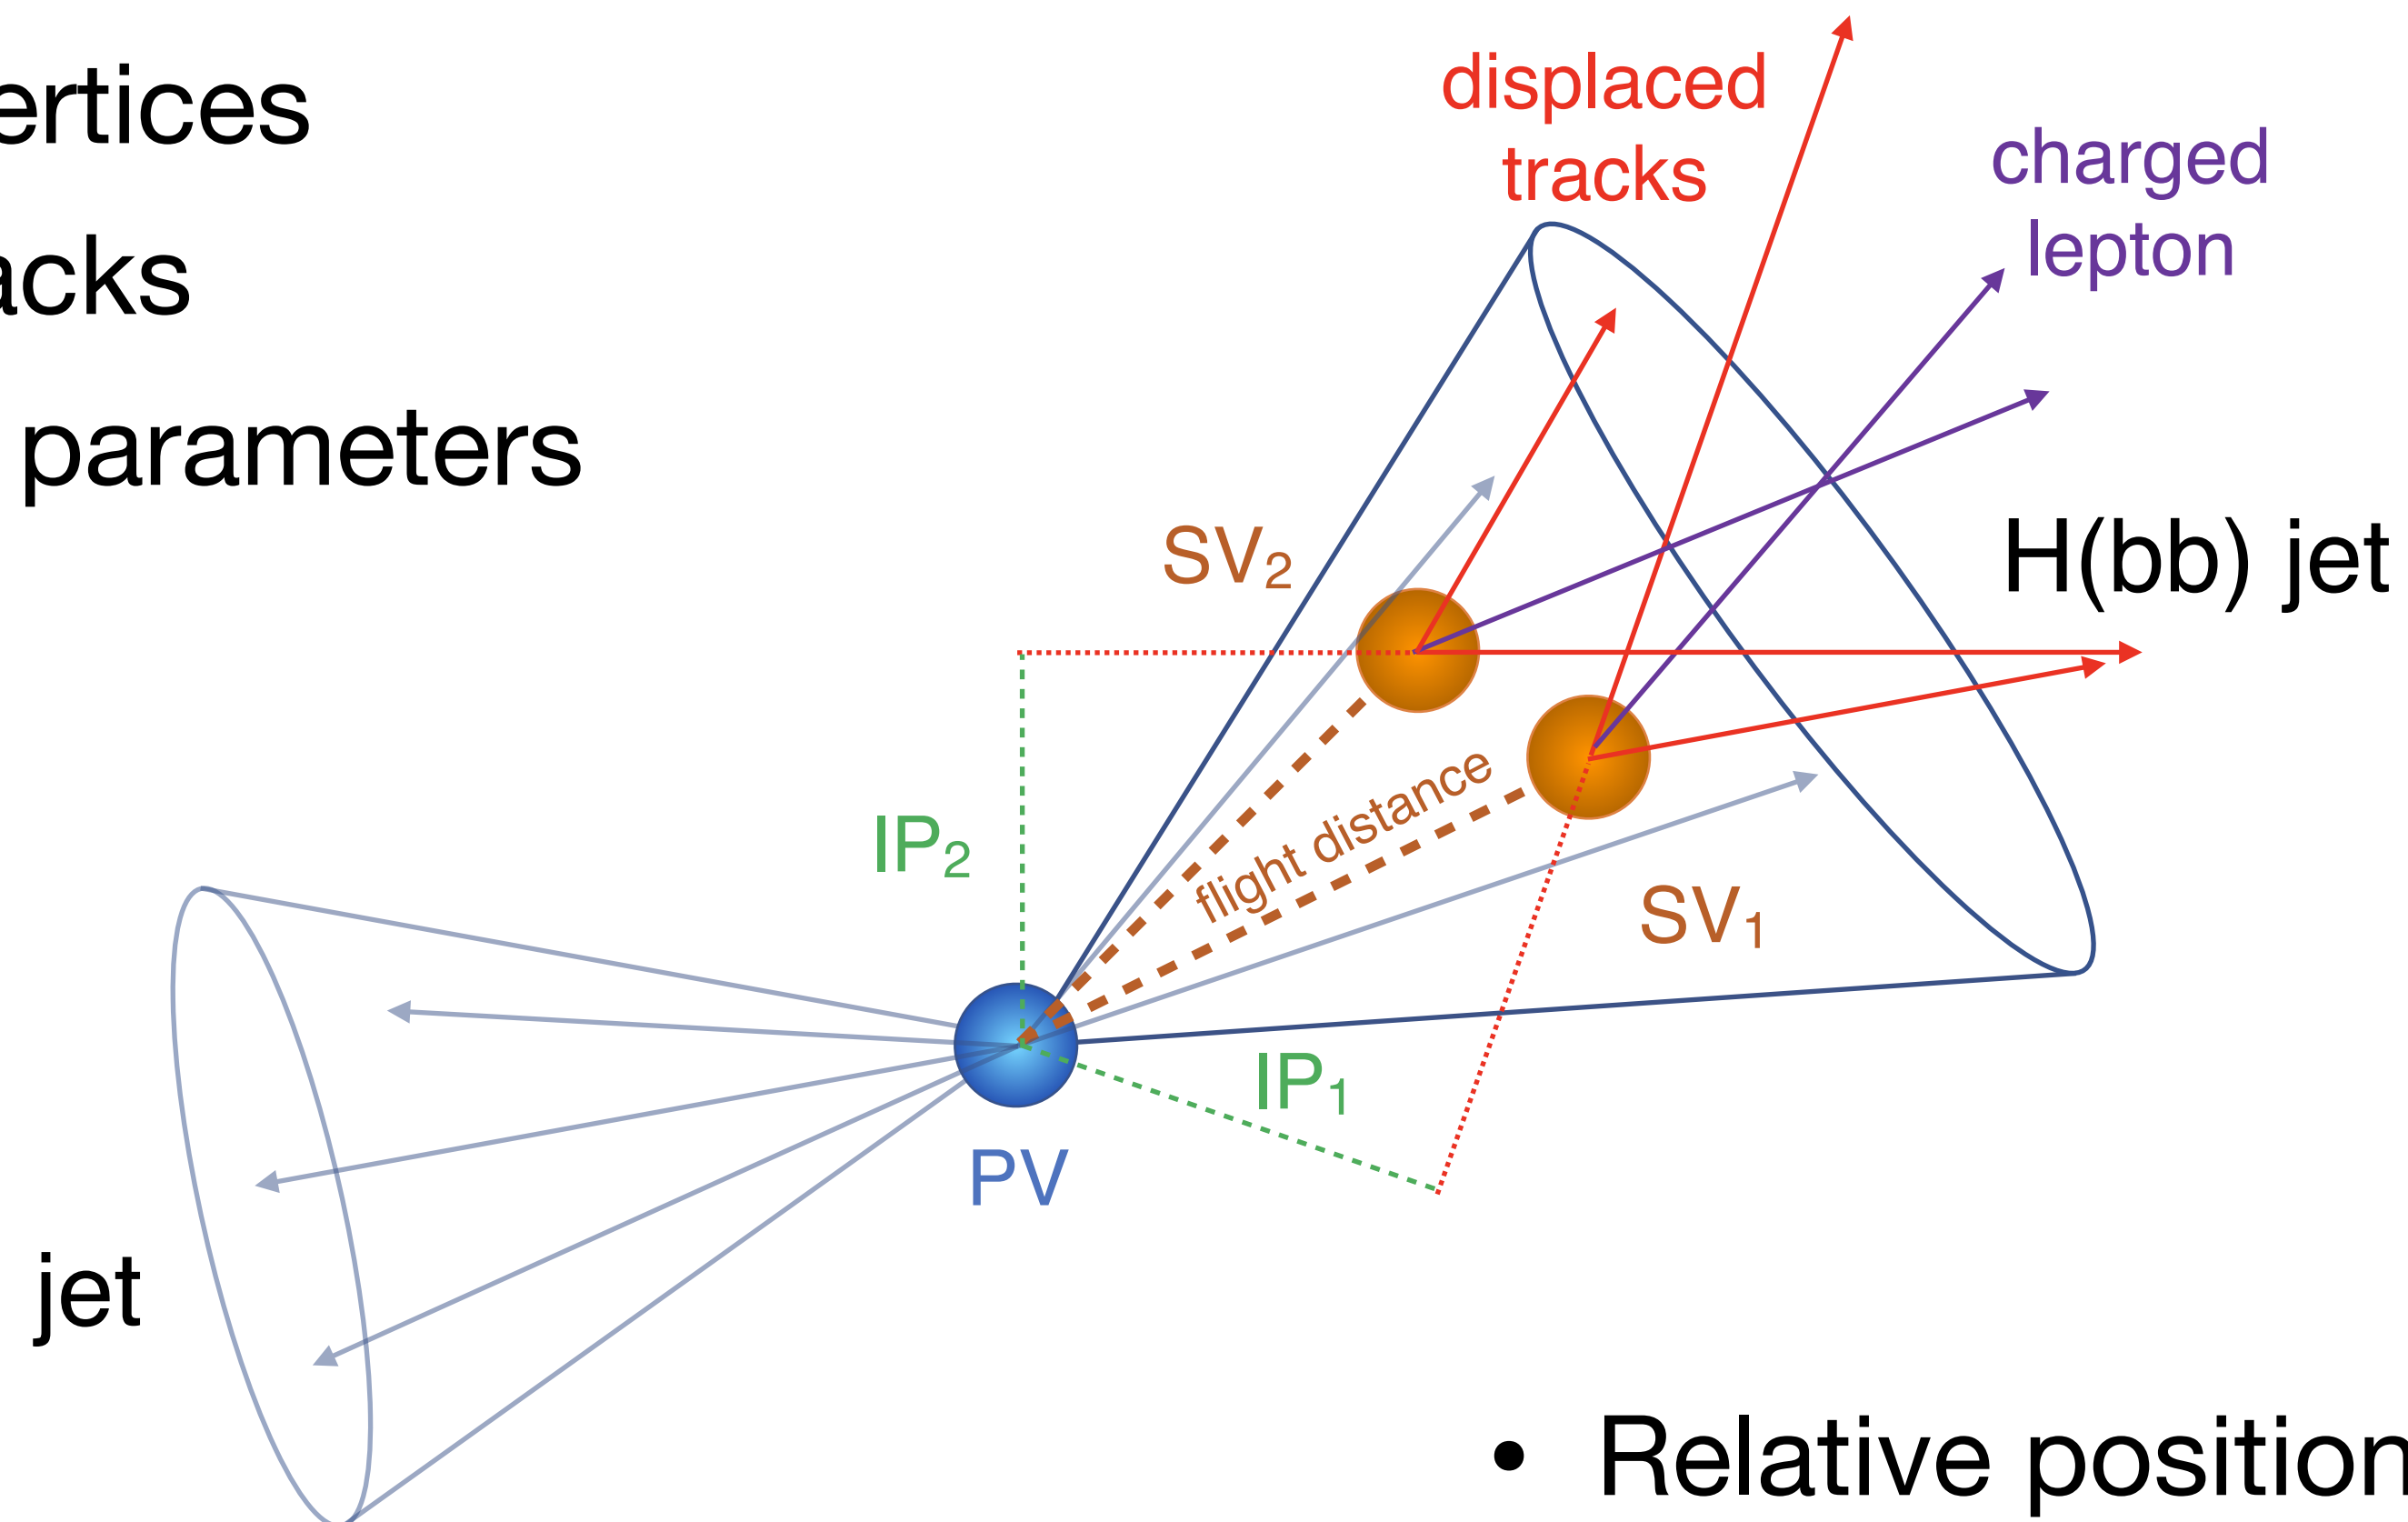 ertices
acks
parameters
displaced
tracks
charged
lepton
H(bb) jet
SV₂
flight distance
IP₂
SV₁
IP₁
PV
jet
• Relative position